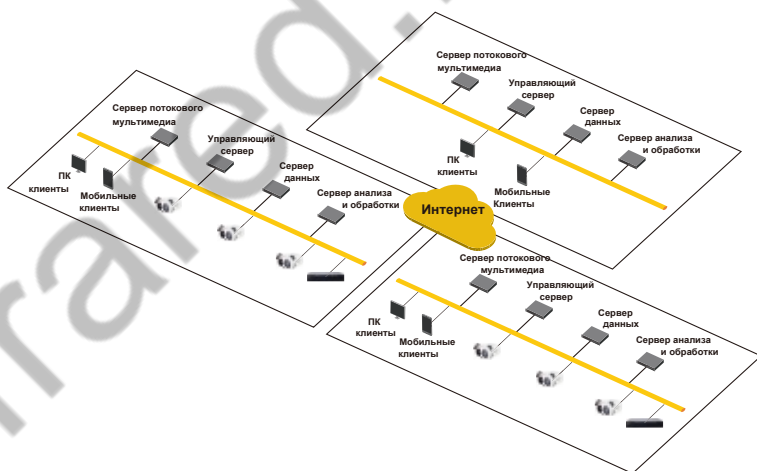 Сервер потокового
мультимедиа
Управляющий
сервер
Сервер
данных
Сервер анализа
и обработки
ПК
клиенты
Мобильные
Клиенты
Сервер потокового
мультимедиа
Управляющий
сервер
Сервер
данных
Сервер анализа
и обработки
ПК
клиенты
Мобильные
клиенты
Интернет
Сервер потокового
мультимедиа
Управляющий
сервер
Сервер
данных
Сервер анализа
и обработки
ПК
клиенты
Мобильные
клиенты